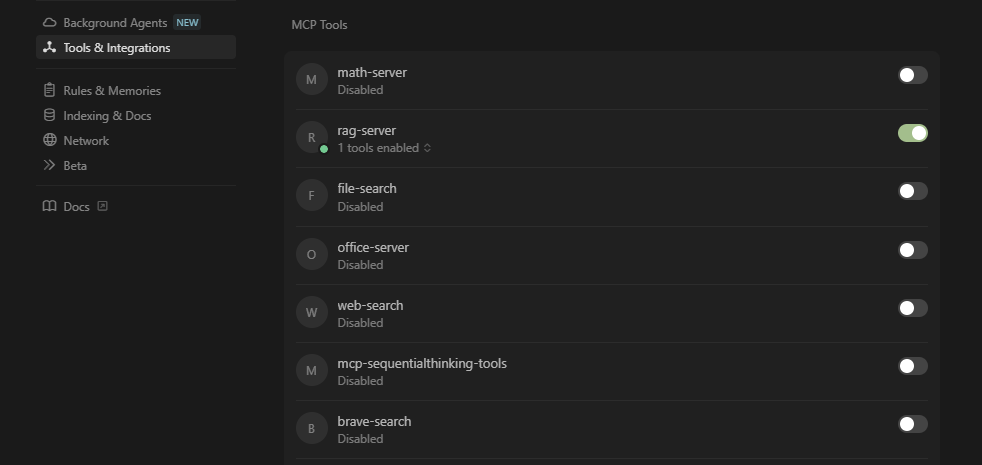 Background Agents NEW
Tools & Integrations
Rules & Memories
Indexing & Docs
Network
Beta
Docs
MCP Tools
M
math-server
Disabled
R
rag-server
1 tools enabled
F
file-search
Disabled
O
office-server
Disabled
W
web-search
Disabled
M
mcp-sequentialthinking-tools
Disabled
B
brave-search
Disabled